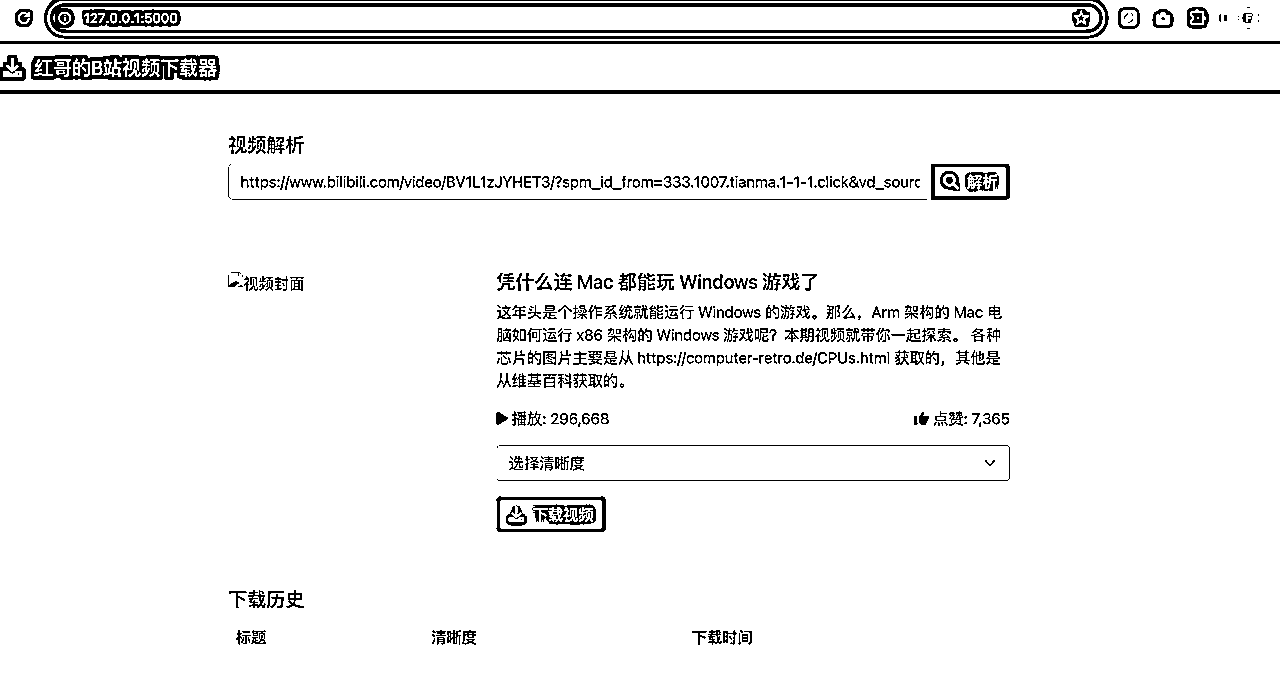 127.0.0.1:5000
红哥的B站视频下载器
视频解析
https://www.bilibili.com/video/BV1L1zJYHET3/?spm_id_from=333.1007.tianma.1-1-1.click&vd_sourc
解析
视频封面
凭什么连 Mac 都能玩 Windows 游戏了
这年头是个操作系统就能运行 Windows 的游戏。那么，Arm 架构的 Mac 电
脑如何运行 x86 架构的 Windows 游戏呢？本期视频就带你一起探索。 各种
芯片的图片主要是从 https://computer-retro.de/CPUs.html 获取的，其他是
从维基百科获取的。
播放: 296,668 点赞: 7,365
选择清晰度
下载视频
下载历史
标题 清晰度 下载时间